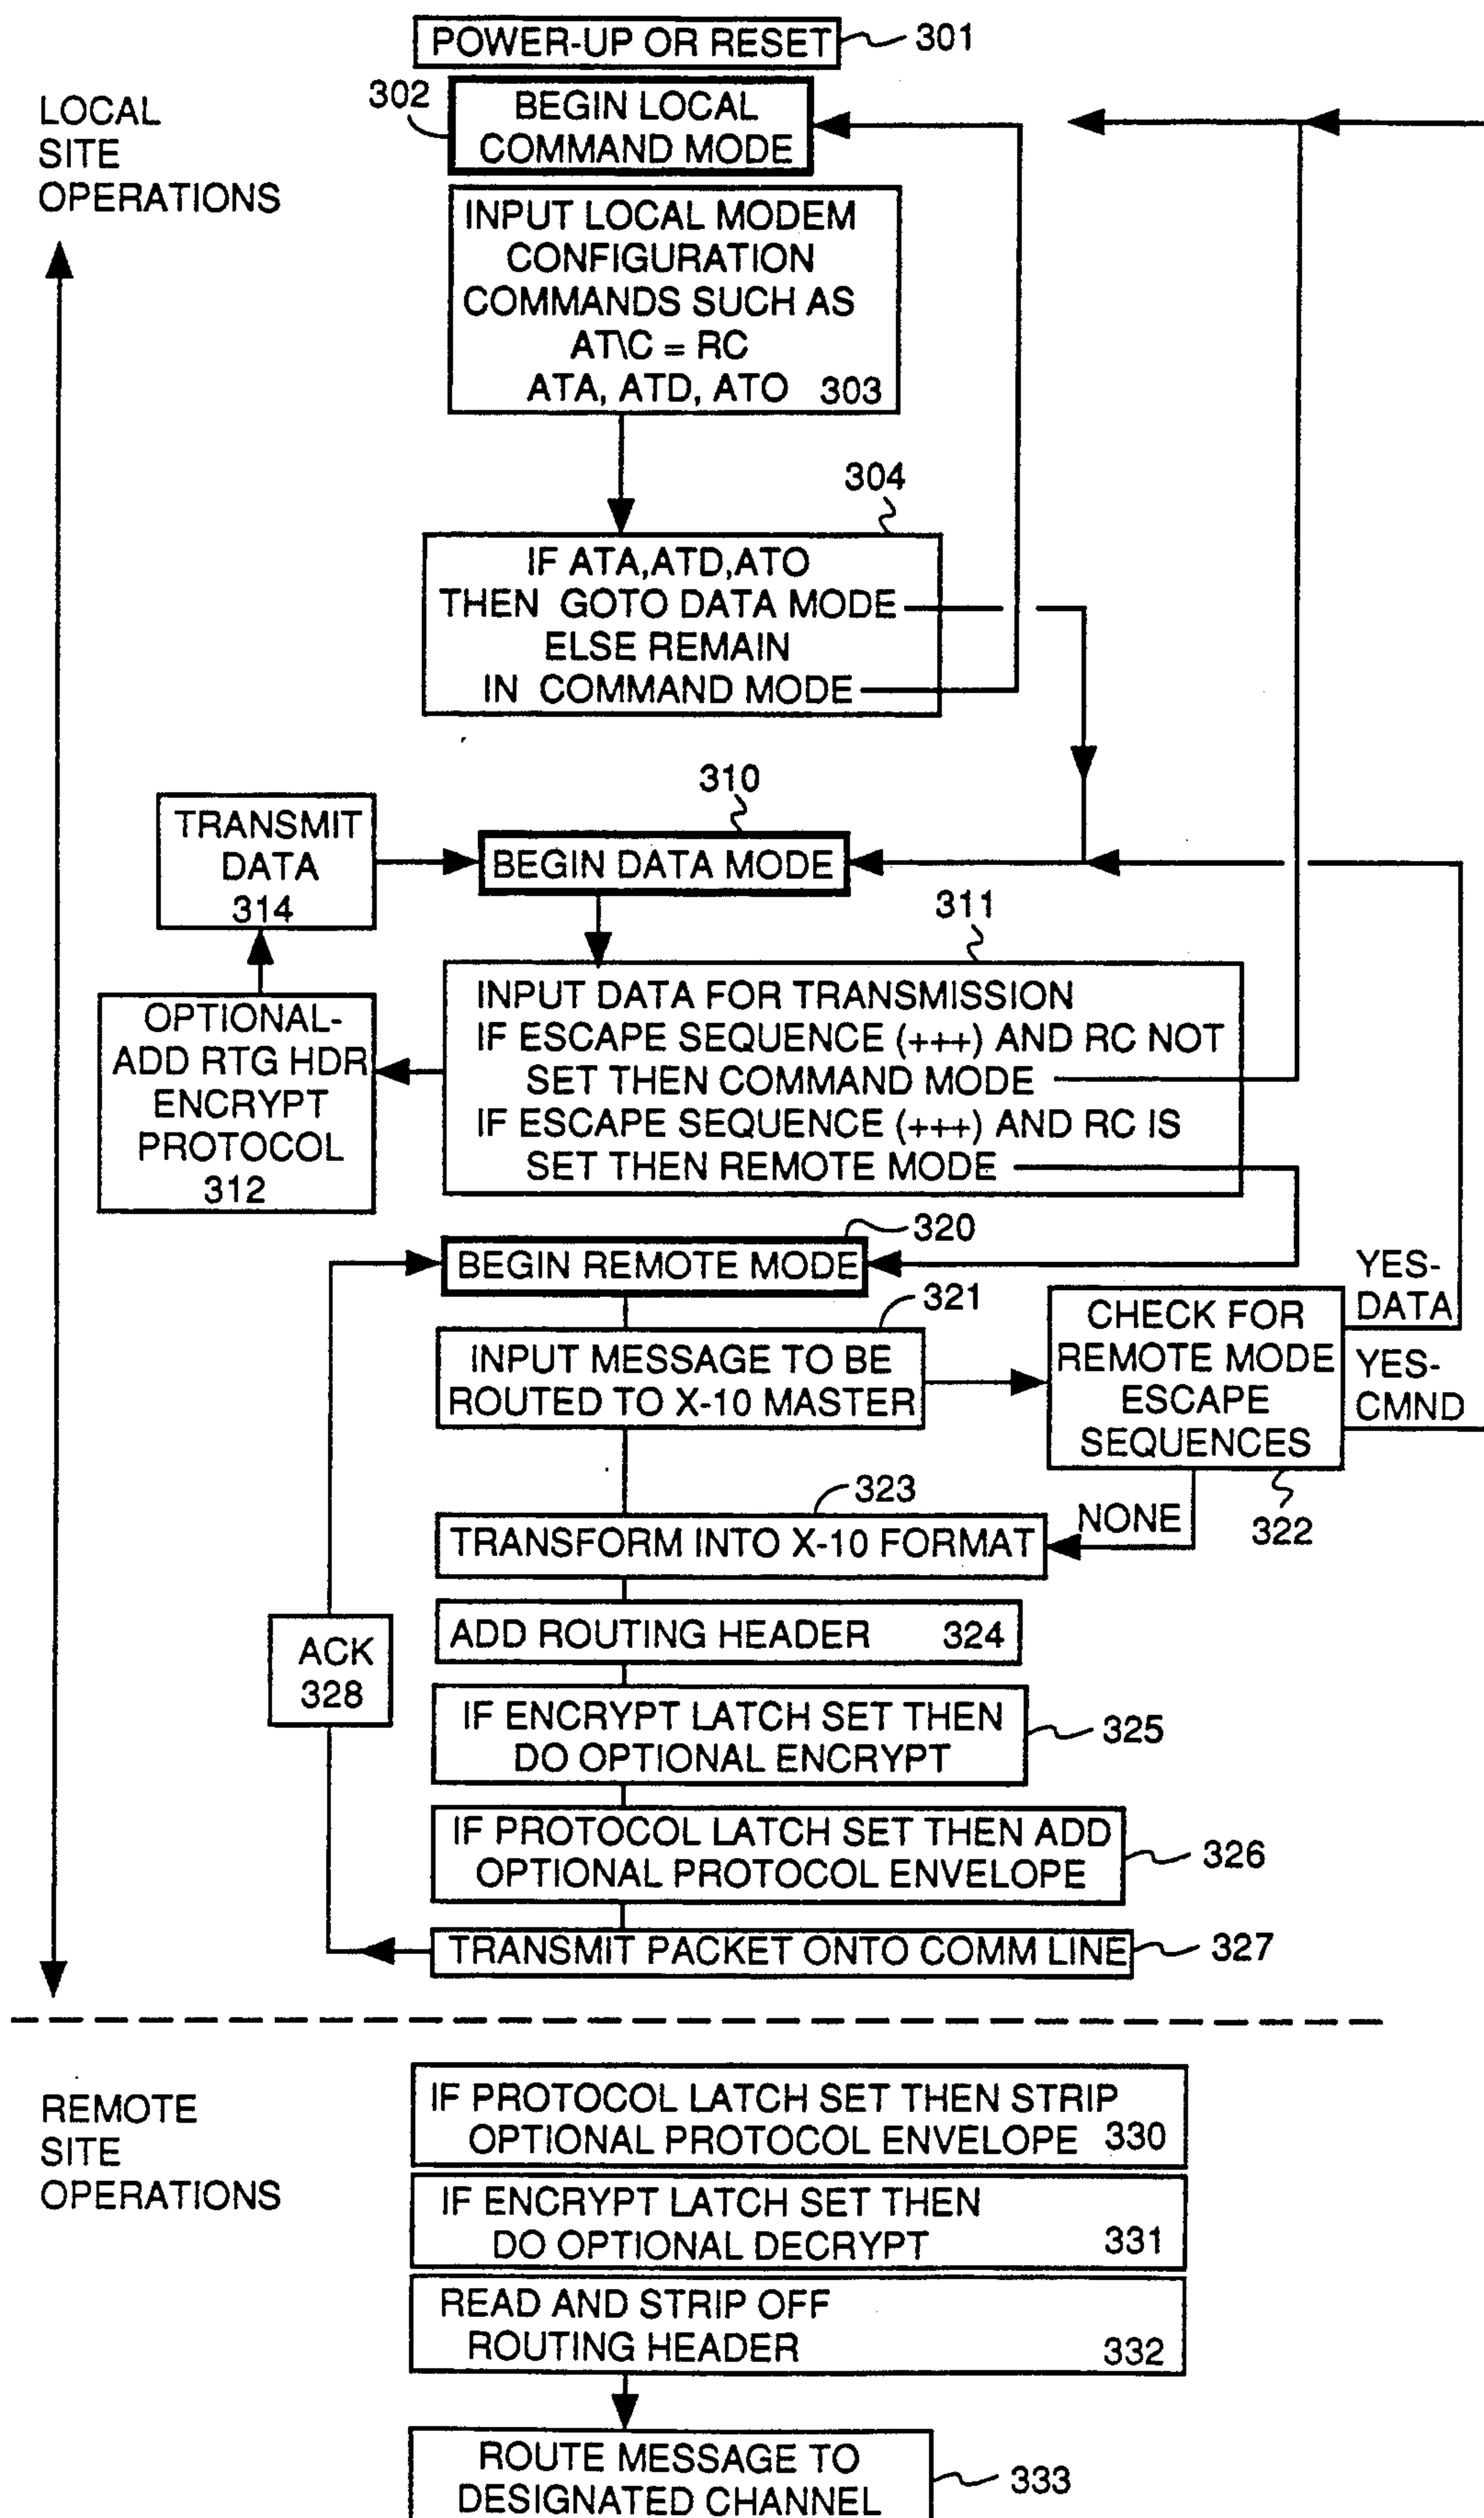 POWER-UP OR RESET
301
LOCAL
SITE
OPERATIONS
302
BEGIN LOCAL
COMMAND MODE
INPUT LOCAL MODEM
CONFIGURATION
COMMANDS SUCH AS
AT\C = RC
ATA, ATD, ATO 303
304
IF ATA,ATD,ATO
THEN GOTO DATA MODE
ELSE REMAIN
IN COMMAND MODE
310
TRANSMIT
DATA
314
BEGIN DATA MODE
311
OPTIONAL-
ADD RTG HDR
ENCRYPT
PROTOCOL
312
INPUT DATA FOR TRANSMISSION
IF ESCAPE SEQUENCE (+++) AND RC NOT
SET THEN COMMAND MODE
IF ESCAPE SEQUENCE (+++) AND RC IS
SET THEN REMOTE MODE
320
BEGIN REMOTE MODE
321
INPUT MESSAGE TO BE
ROUTED TO X-10 MASTER
CHECK FOR
REMOTE MODE
ESCAPE
SEQUENCES
YES-
DATA
YES-
CMND
322
NONE
323
TRANSFORM INTO X-10 FORMAT
ADD ROUTING HEADER 324
ACK
328
IF ENCRYPT LATCH SET THEN
DO OPTIONAL ENCRYPT
325
IF PROTOCOL LATCH SET THEN ADD
OPTIONAL PROTOCOL ENVELOPE
326
TRANSMIT PACKET ONTO COMM LINE
327
REMOTE
SITE
OPERATIONS
IF PROTOCOL LATCH SET THEN STRIP
OPTIONAL PROTOCOL ENVELOPE 330
IF ENCRYPT LATCH SET THEN
DO OPTIONAL DECRYPT 331
READ AND STRIP OFF
ROUTING HEADER 332
ROUTE MESSAGE TO
DESIGNATED CHANNEL
333